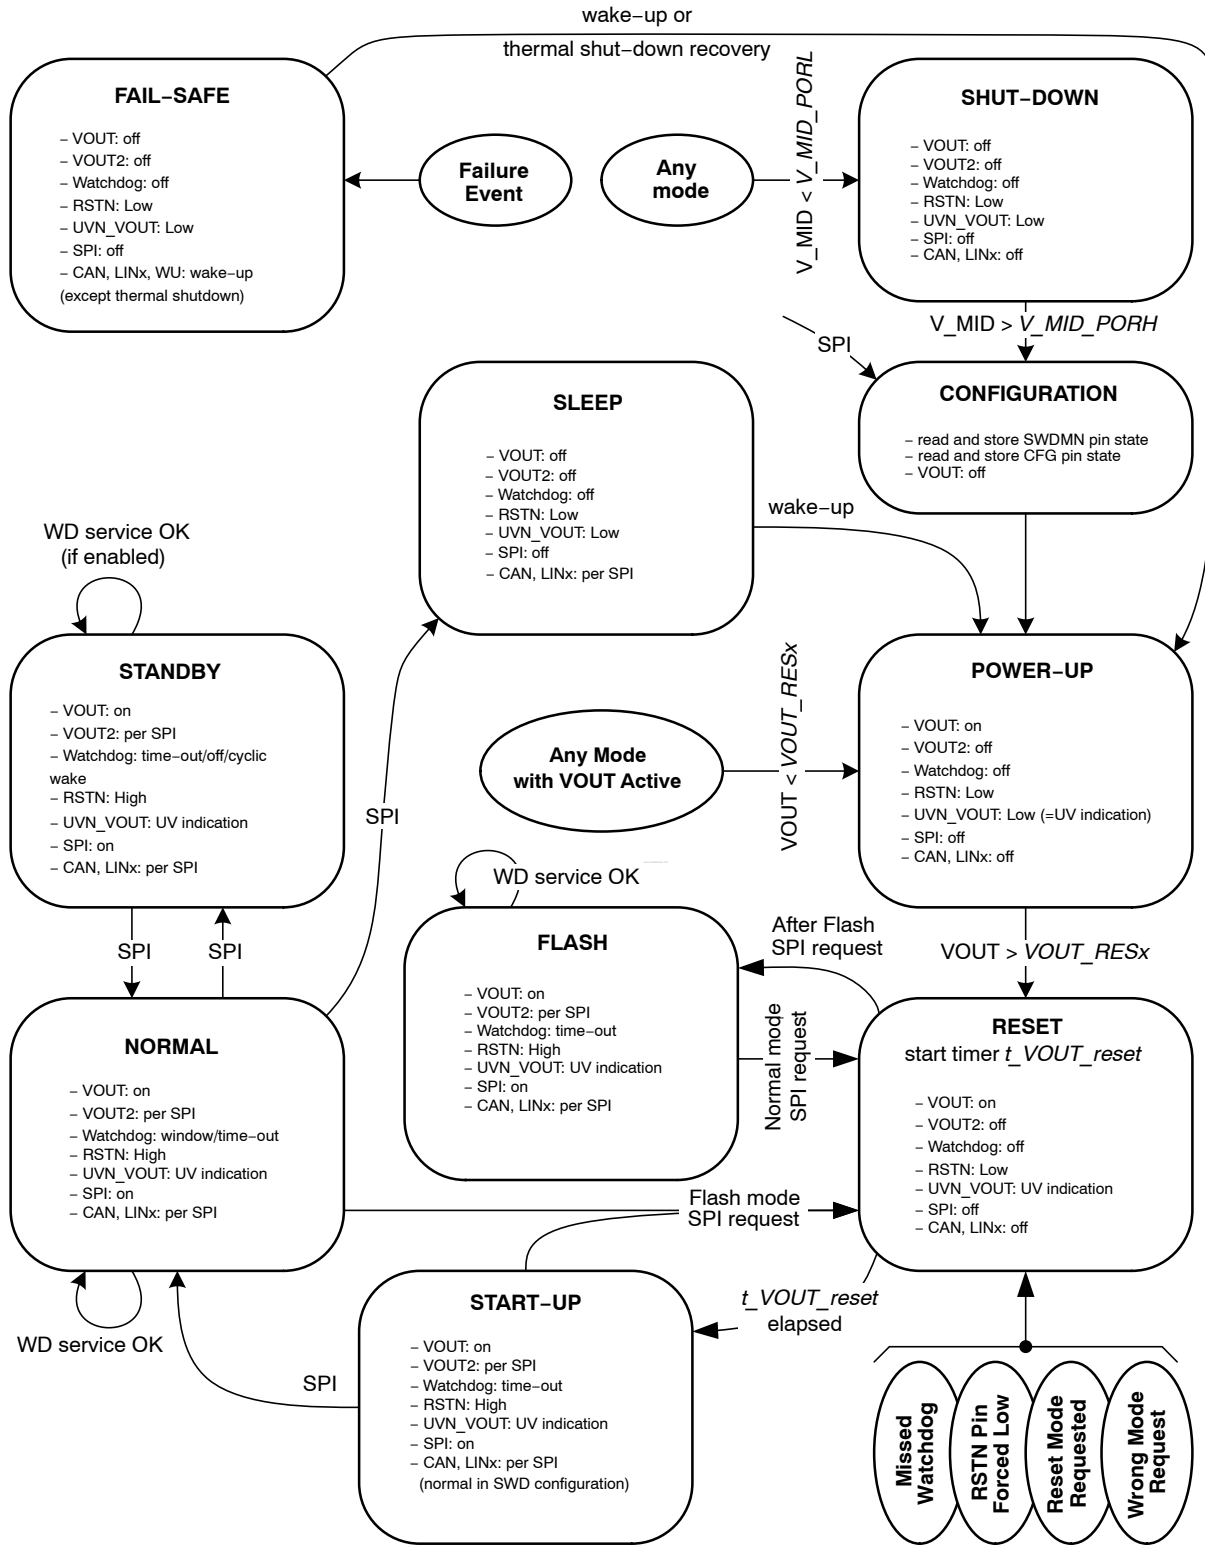 wake−up or
thermal shut−down recovery
FAIL−SAFE
− VOUT: off
− VOUT2: off
− Watchdog: off
− RSTN: Low
− UVN_VOUT: Low
− SPI: off
− CAN, LINx, WU: wake−up
(except thermal shutdown)
Failure
Event
Any
mode
V_MID < V_MID_PORL
SHUT−DOWN
− VOUT: off
− VOUT2: off
− Watchdog: off
− RSTN: Low
− UVN_VOUT: Low
− SPI: off
− CAN, LINx: off
V_MID > V_MID_PORH
SPI
CONFIGURATION
− read and store SWDMN pin state
− read and store CFG pin state
− VOUT: off
SLEEP
− VOUT: off
− VOUT2: off
− Watchdog: off
− RSTN: Low
− UVN_VOUT: Low
− SPI: off
− CAN, LINx: per SPI
wake−up
WD service OK
(if enabled)
STANDBY
− VOUT: on
− VOUT2: per SPI
− Watchdog: time−out/off/cyclic
wake
− RSTN: High
− UVN_VOUT: UV indication
− SPI: on
− CAN, LINx: per SPI
SPI
Any Mode
with VOUT Active
VOUT < VOUT_RESx
POWER−UP
− VOUT: on
− VOUT2: off
− Watchdog: off
− RSTN: Low
− UVN_VOUT: Low (=UV indication)
− SPI: off
− CAN, LINx: off
SPI
SPI
WD service OK
FLASH
− VOUT: on
− VOUT2: per SPI
− Watchdog: time−out
− RSTN: High
− UVN_VOUT: UV indication
− SPI: on
− CAN, LINx: per SPI
After Flash
SPI request
Normal mode
SPI request
VOUT > VOUT_RESx
RESET
start timer t_VOUT_reset
− VOUT: on
− VOUT2: off
− Watchdog: off
− RSTN: Low
− UVN_VOUT: UV indication
− SPI: off
− CAN, LINx: off
NORMAL
− VOUT: on
− VOUT2: per SPI
− Watchdog: window/time−out
− RSTN: High
− UVN_VOUT: UV indication
− SPI: on
− CAN, LINx: per SPI
WD service OK
Flash mode
SPI request
t_VOUT_reset
elapsed
SPI
START−UP
− VOUT: on
− VOUT2: per SPI
− Watchdog: time−out
− RSTN: High
− UVN_VOUT: UV indication
− SPI: on
− CAN, LINx: per SPI
(normal in SWD configuration)
Missed
Watchdog
RSTN Pin
Forced Low
Reset Mode
Requested
Wrong Mode
Request